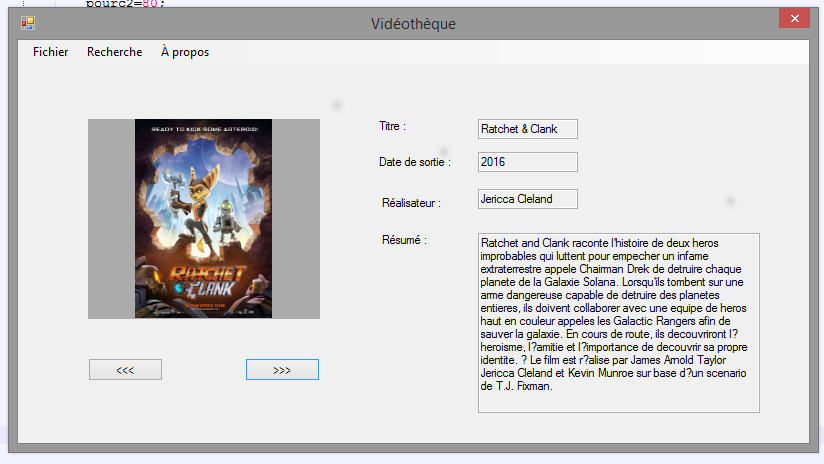 pourc2=80;
Vidéothèque
Fichier Recherche À propos
READY TO KICK SOME ASTEROID!
RATCHET
& CLANK
Titre :
Ratchet & Clank
Date de sortie :
2016
Réalisateur :
Jericca Cleland
Résumé :
Ratchet and Clank raconte l'histoire de deux heros
improbables qui luttent pour empecher un infame
extraterrestre appele Chairman Drek de detruire chaque
planete de la Galaxie Solana. Lorsqu'ils tombent sur une
arme dangereuse capable de detruire des planetes
entieres, ils doivent collaborer avec une equipe de heros
haut en couleur appeles les Galactic Rangers afin de
sauver la galaxie. En cours de route, ils decouvriront l?
heroisme, l?amitie et l?importance de decouvrir sa propre
identite. ? Le film est r?alise par James Arnold Taylor
Jericca Cleland et Kevin Munroe sur base d?un scenario
de T.J. Fixman.
<<< >>>